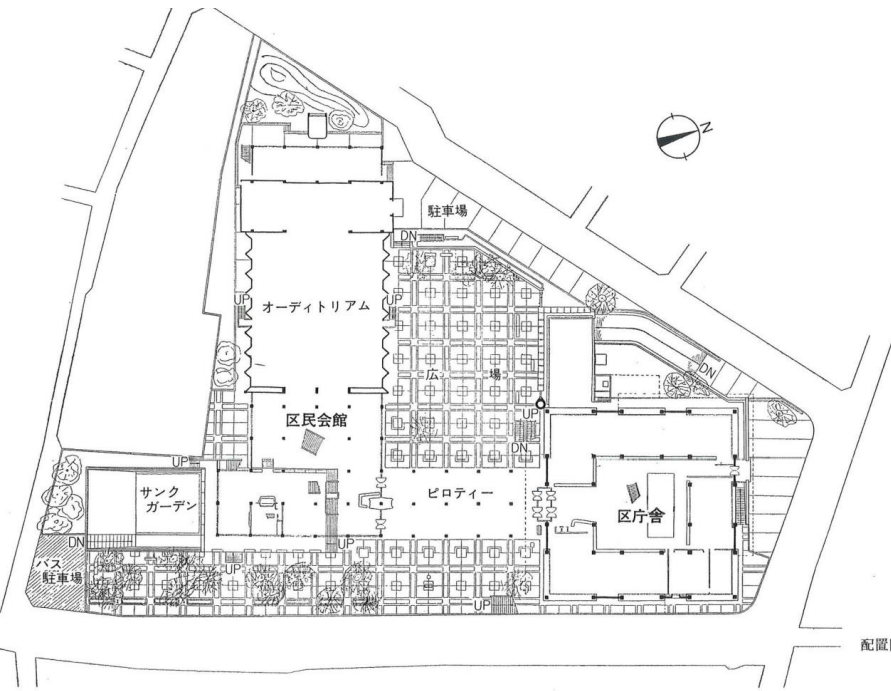 N
駐車場
DN
UP
オーディトリアム
UP
広場
DN
UP
DN
区民会館
UP
サンク
ガーデン
ピロティー
区庁舎
DN
バス
駐車場
UP
UP
UP
配置